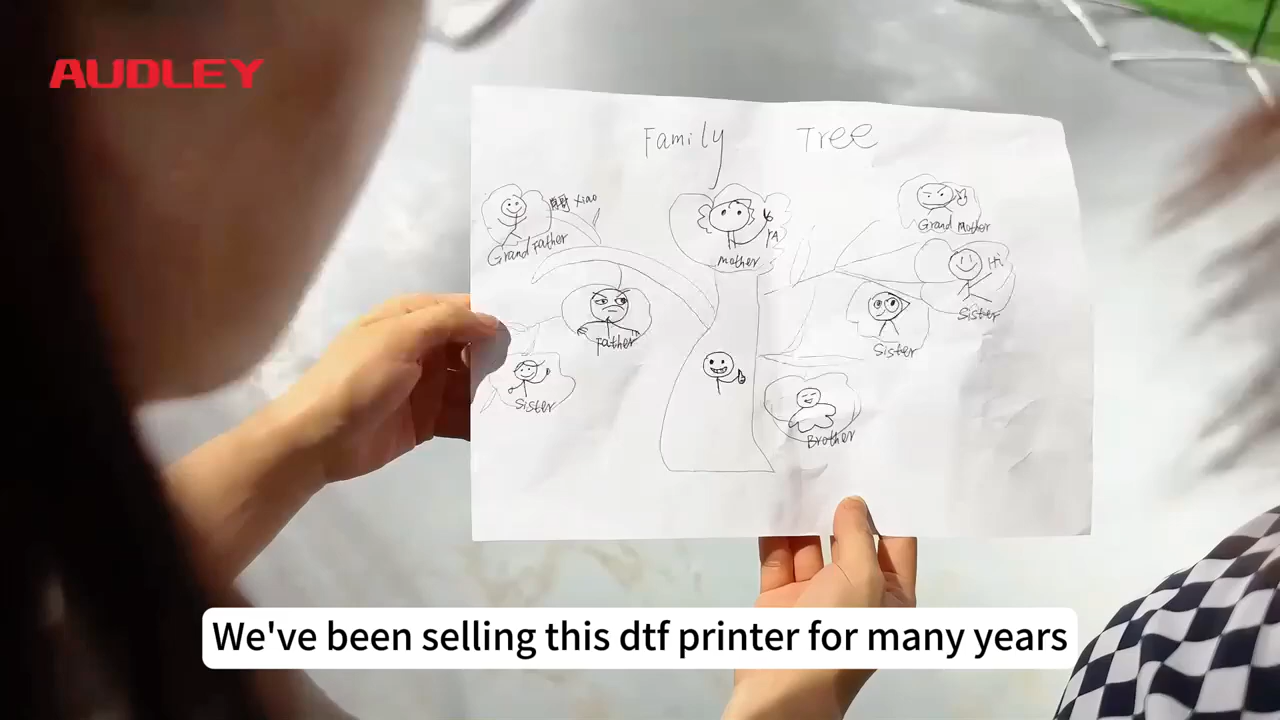 AUDLEY
Family Tree
Xiao
Grand Father
Mother
Grand Mother
Hi
Sister
Father
Sister
Sister
Brother
We've been selling this dtf printer for many years